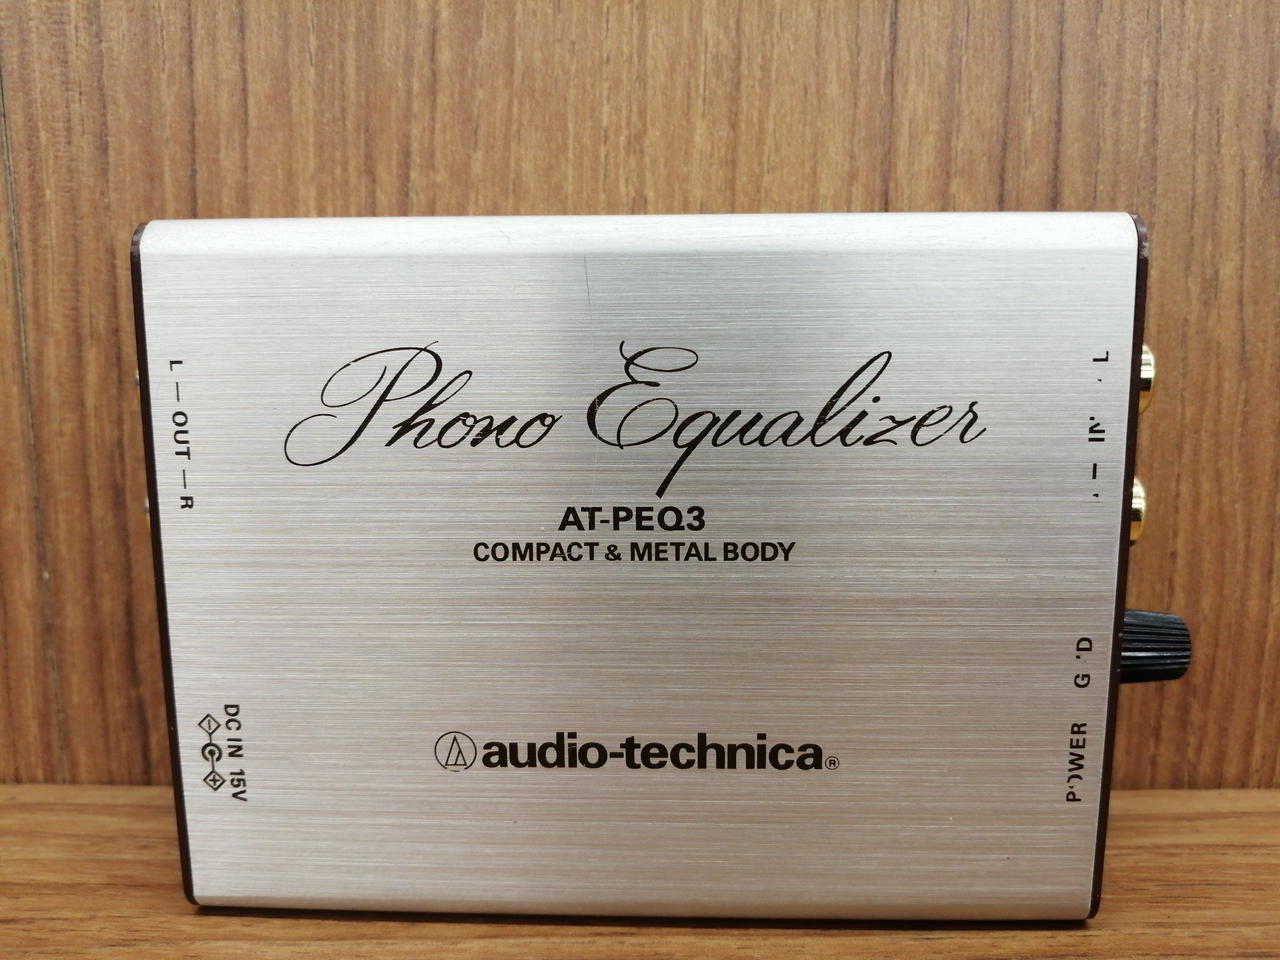 Phono Equalizer
AT-PEQ3
COMPACT & METAL BODY
audio-technica®
L — OUT — R
DC IN 15V
L
POWER